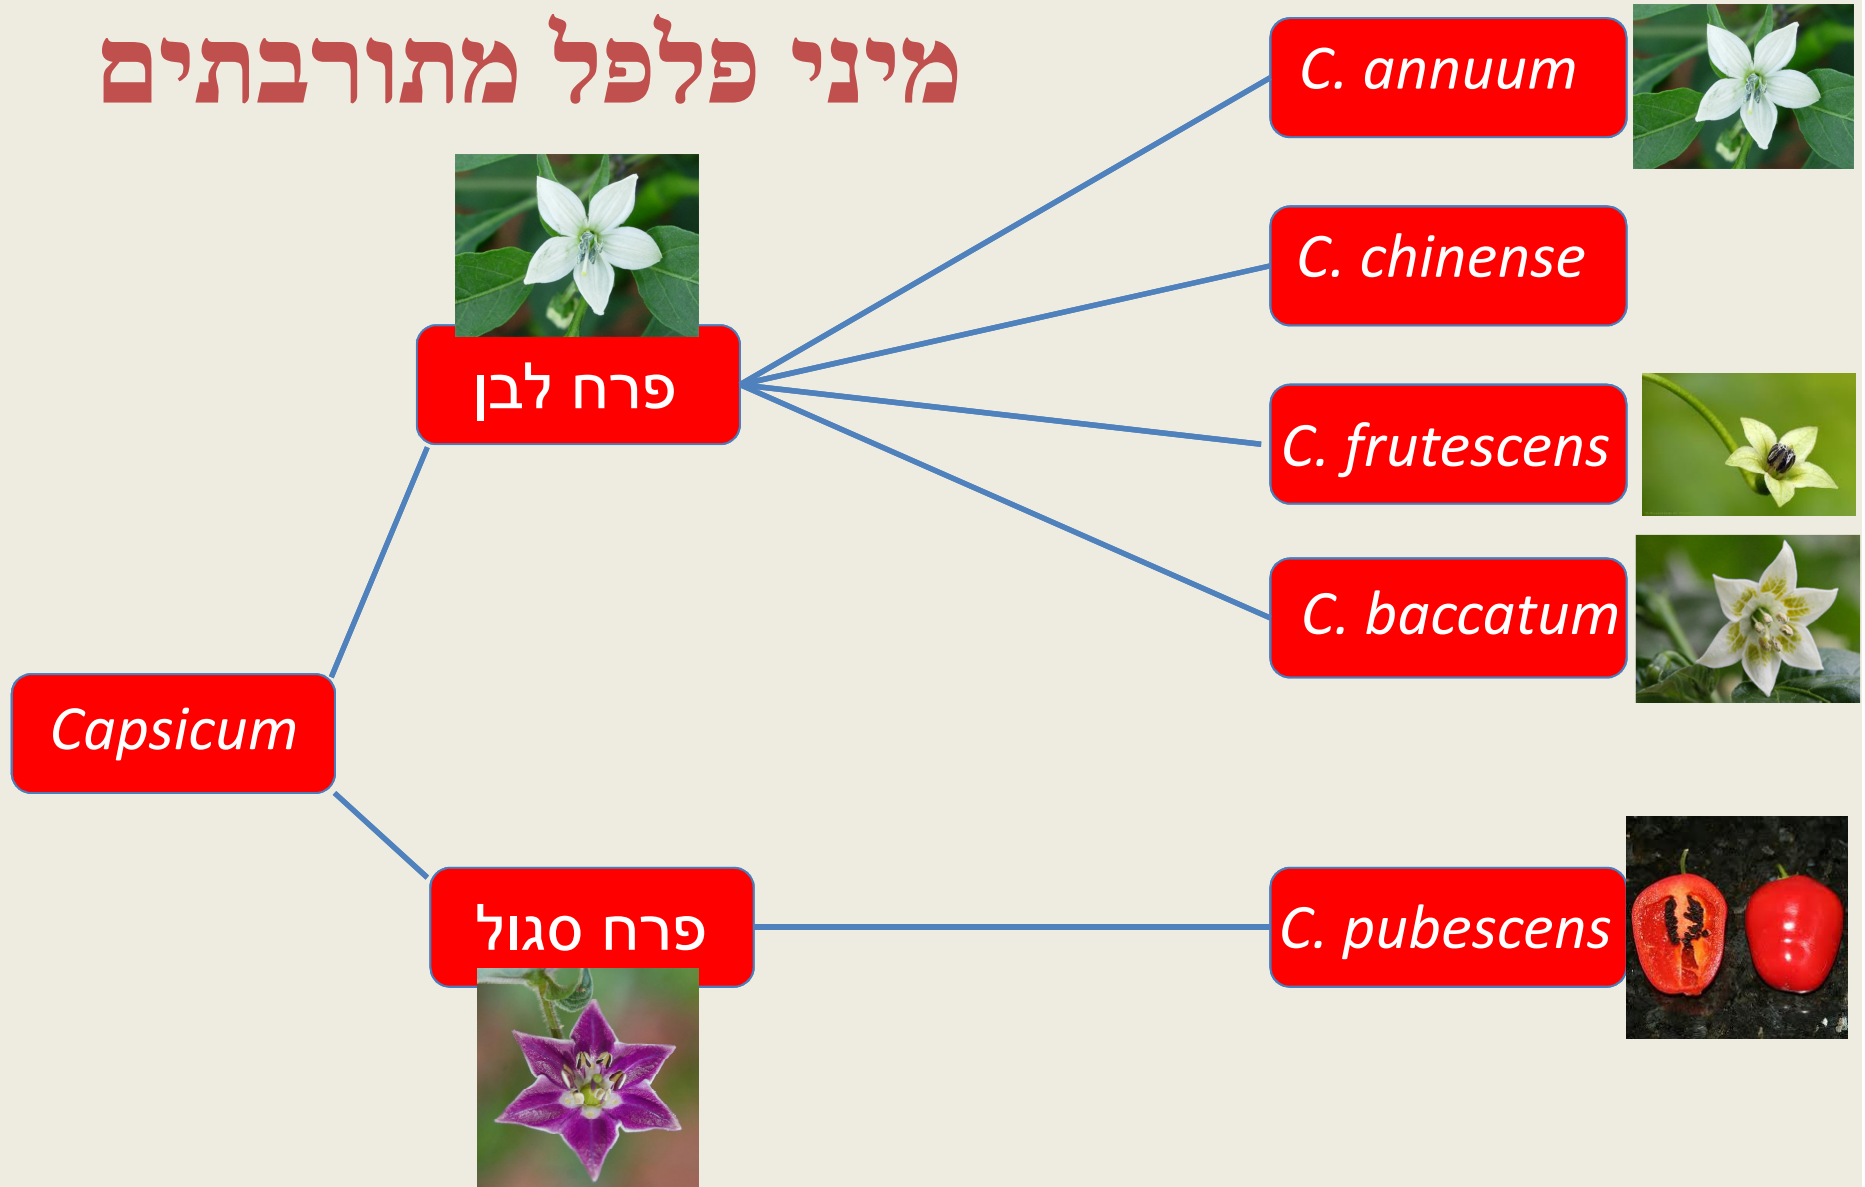 מיני פלפל מתורבתים
C. annuum
C. chinense
פרח לבן
C. frutescens
C. baccatum
Capsicum
פרח סגול
C. pubescens